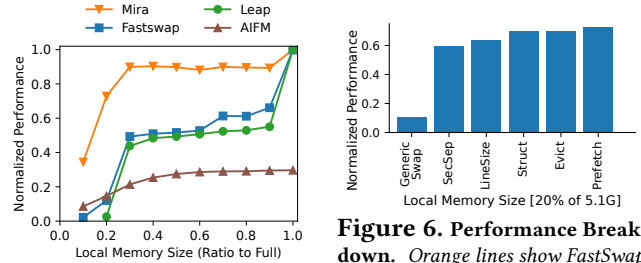 Mira
Leap
Fastswap
AIFM
Normalized Performance
1.0
0.8
0.6
0.4
0.2
0.0
0.0
0.2
0.4
0.6
0.8
1.0
Local Memory Size (Ratio to Full)
Normalized Performance
0.6
0.4
0.2
0.0
Generic
Swap
SecSep
LineSize
Struct
Evict
Prefetch
Local Memory Size [20% of 5.1G]
Figure 6. Performance Break
down. Orange lines show FastSwap